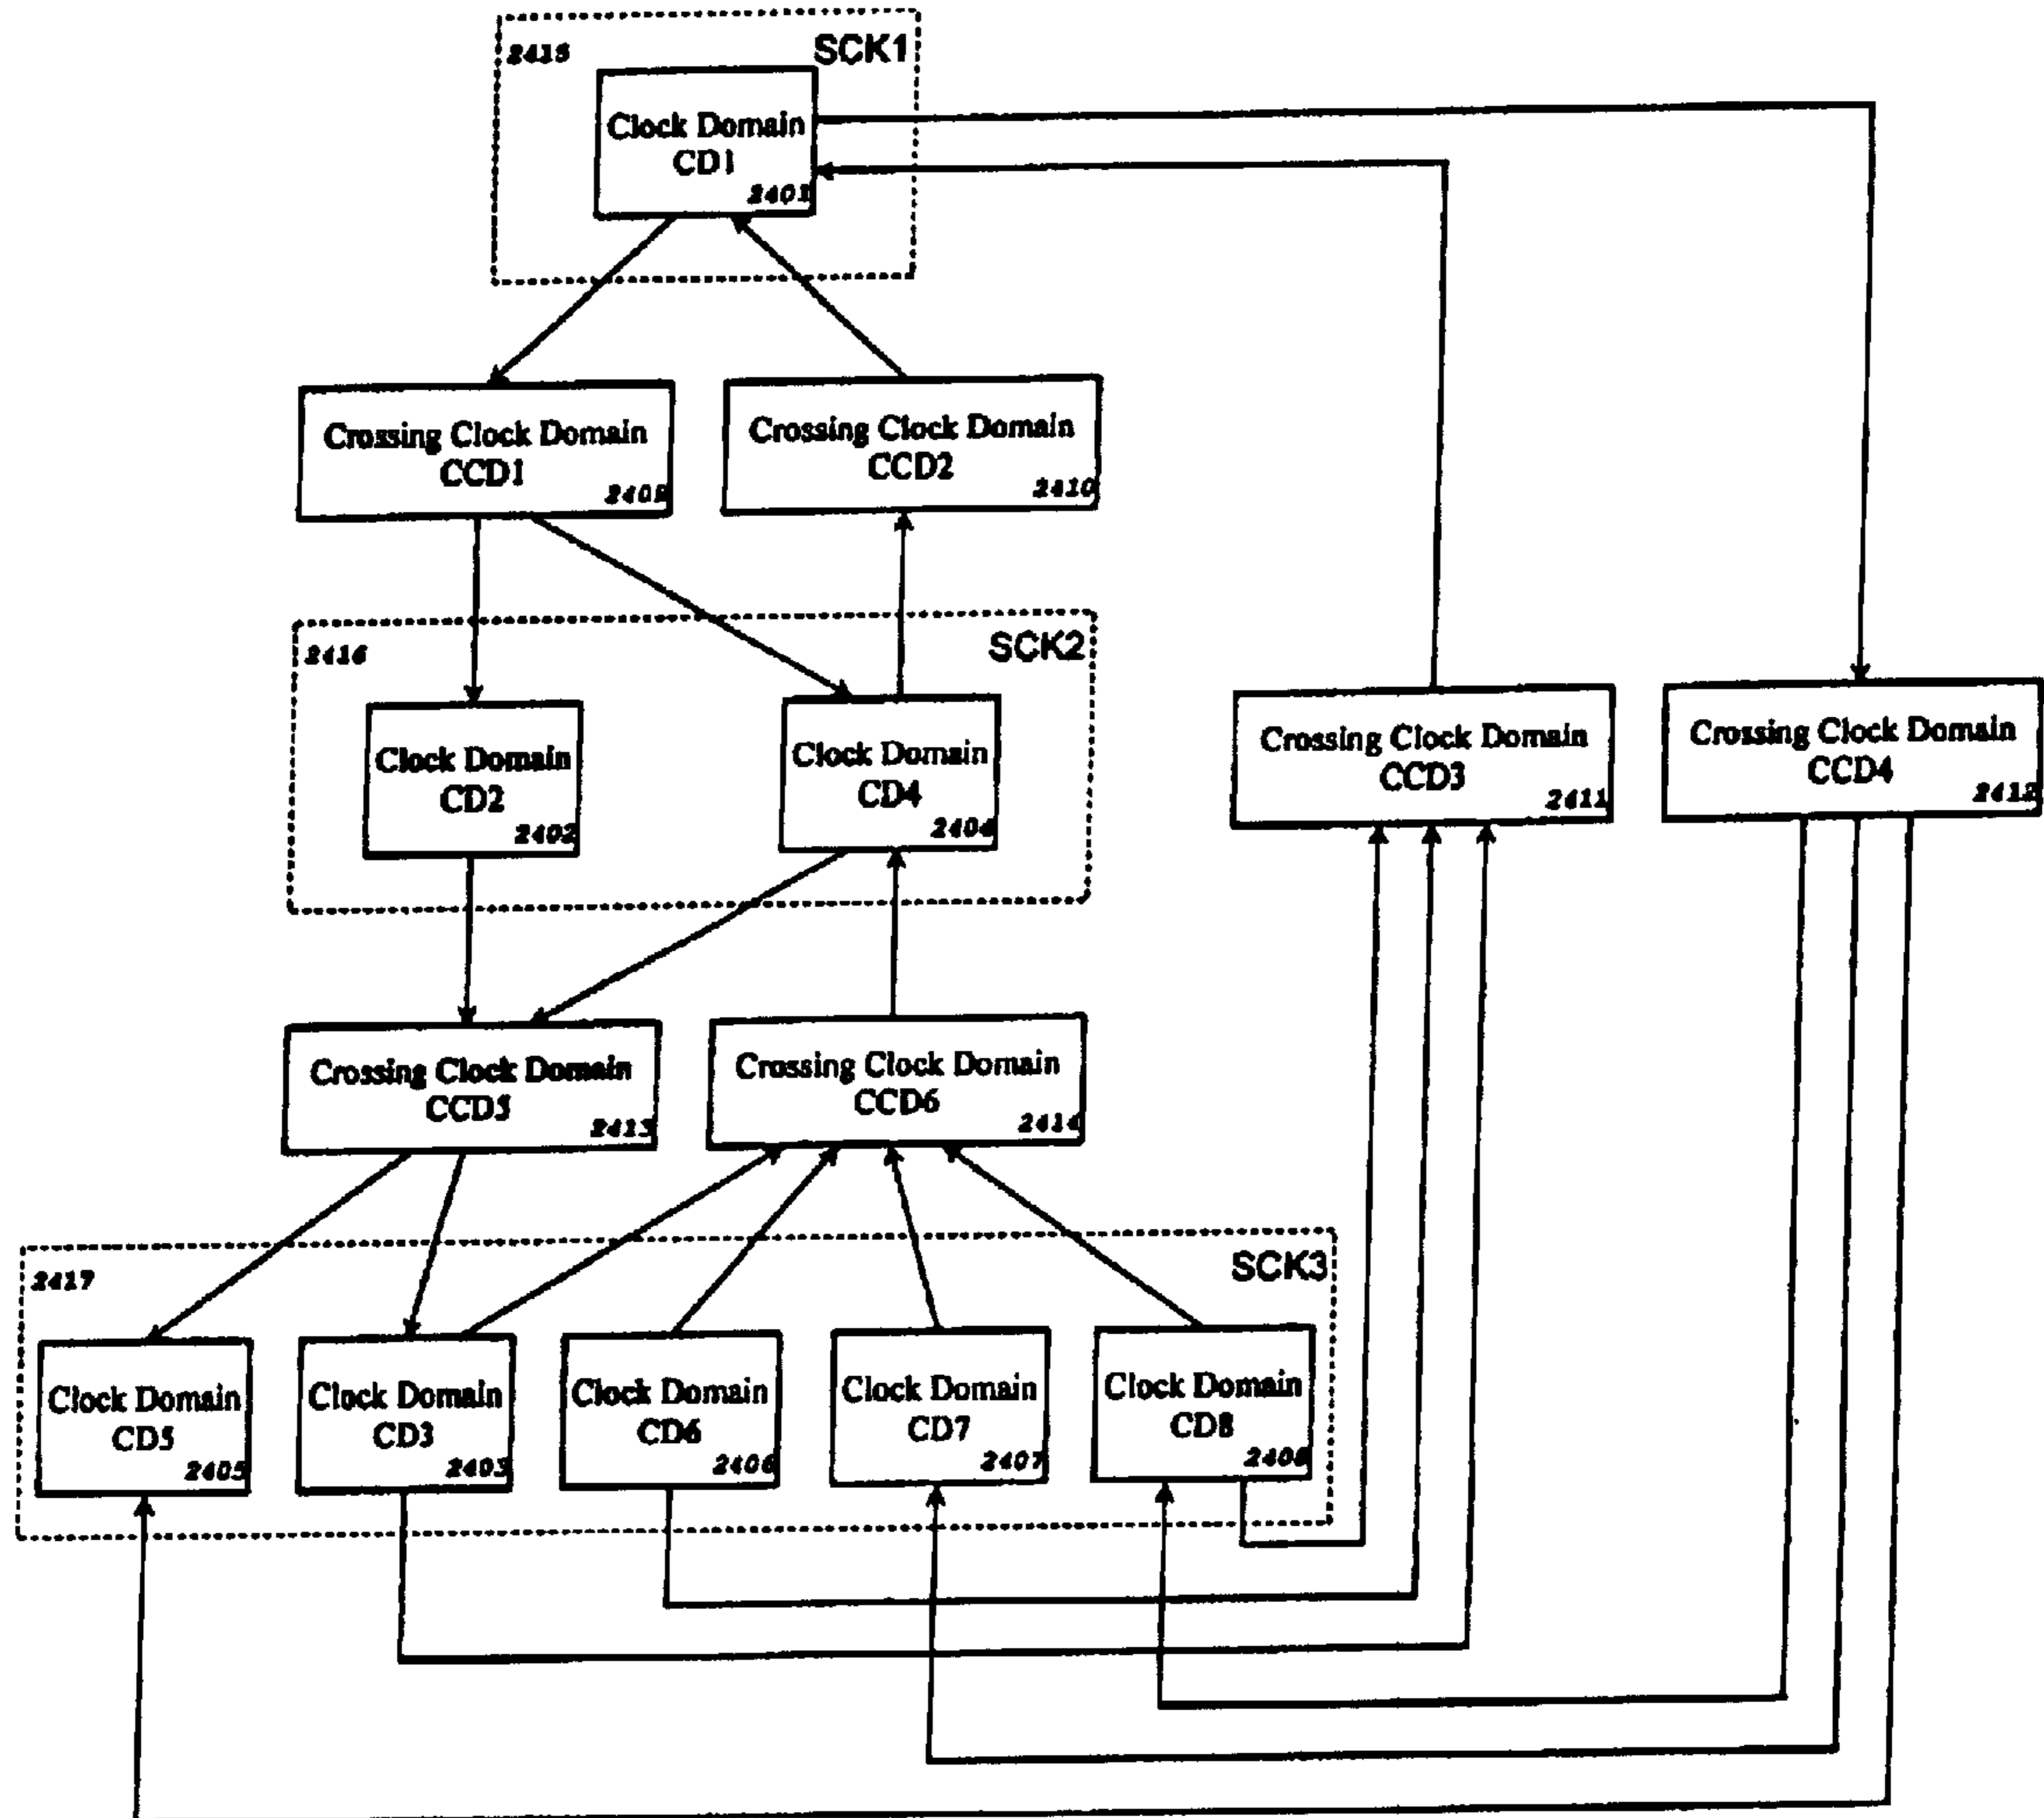 2415
SCK1
Clock Domain
CD1
2401
Crossing Clock Domain
CCD1
2409
Crossing Clock Domain
CCD2
2410
2416
SCK2
Clock Domain
CD2
2402
Clock Domain
CD4
2404
Crossing Clock Domain
CCD3
2411
Crossing Clock Domain
CCD4
2412
Crossing Clock Domain
CCD5
2413
Crossing Clock Domain
CCD6
2414
2417
SCK3
Clock Domain
CD5
2405
Clock Domain
CD3
2403
Clock Domain
CD6
2406
Clock Domain
CD7
2407
Clock Domain
CD8
2408